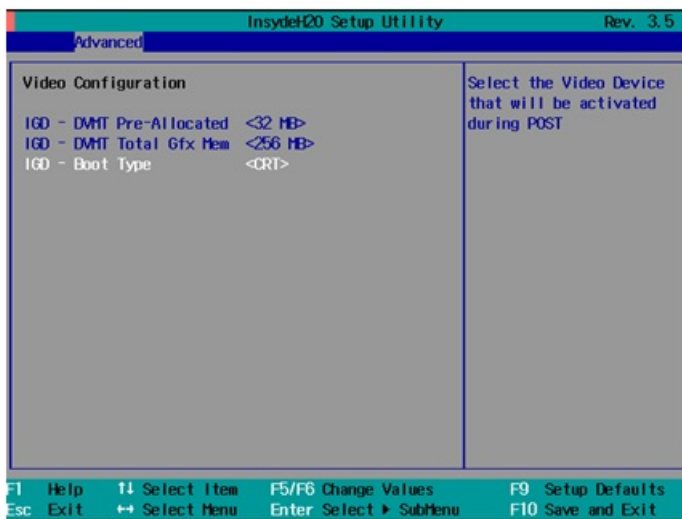 InsydeH2O Setup Utility Rev. 3.5
Advanced
Video Configuration
IGD - DVMT Pre-Allocated <32 MB>
IGD - DVMT Total Gfx Mem <256 MB>
IGD - Boot Type <CRT>
Select the Video Device
that will be activated
during POST
F1 Help ↑↓ Select Item F5/F6 Change Values F9 Setup Defaults
Esc Exit ↔ Select Menu Enter Select ▶ SubMenu F10 Save and Exit